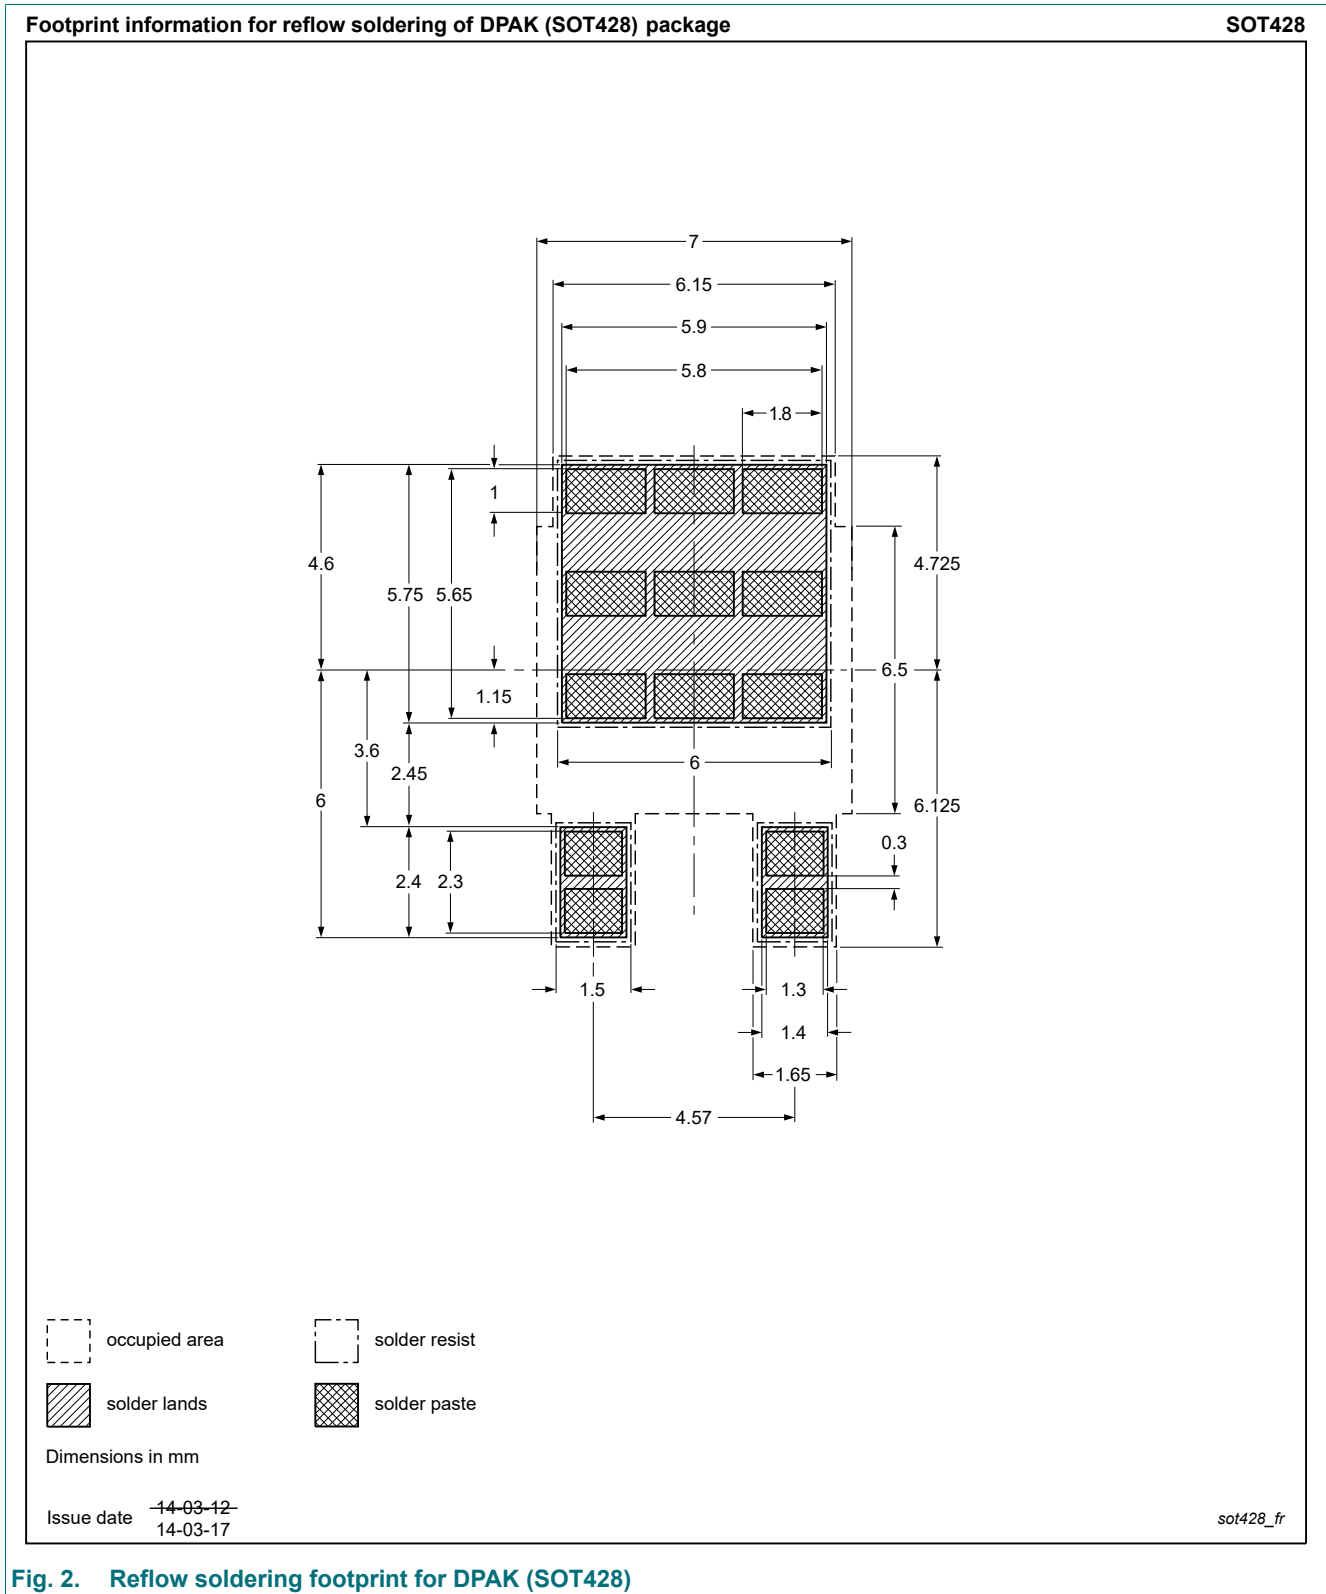 Footprint information for reflow soldering of DPAK (SOT428) package SOT428
7
6.15
5.9
5.8
1.8
1
4.6
4.725
5.75 5.65
6.5
1.15
3.6
6
2.45
6
6.125
0.3
2.4 2.3
1.5
1.3
1.4
1.65
4.57
occupied area
solder resist
solder lands
solder paste
Dimensions in mm
Issue date 14-03-12
14-03-17
sot428_fr
Fig. 2. Reflow soldering footprint for DPAK (SOT428)